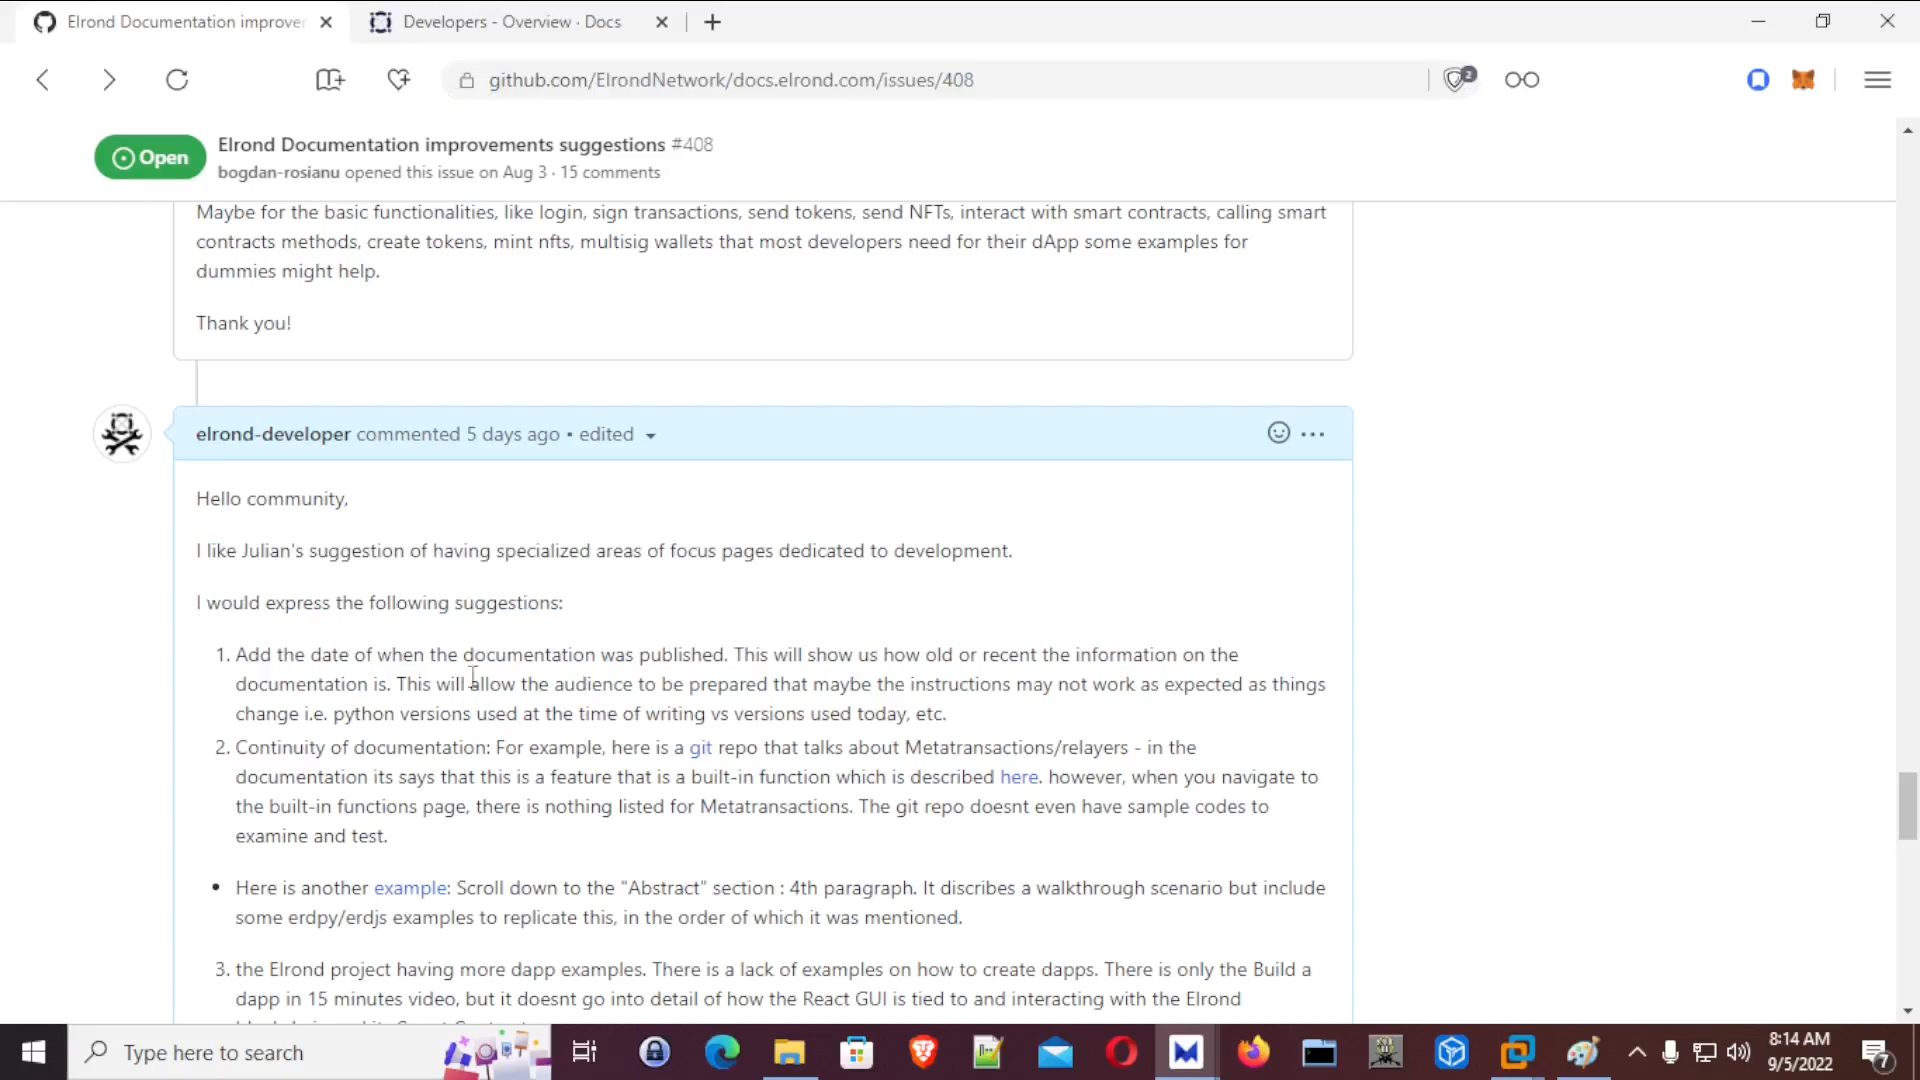 Elrond Documentation improver
Developers - Overview · Docs
github.com/ElrondNetwork/docs.elrond.com/issues/408
2
Open
Elrond Documentation improvements suggestions #408
bogdan-rosianu opened this issue on Aug 3 · 15 comments
Maybe for the basic functionalities, like login, sign transactions, send tokens, send NFTs, interact with smart contracts, calling smart
contracts methods, create tokens, mint nfts, multisig wallets that most developers need for their dApp some examples for
dummies might help.
Thank you!
elrond-developer commented 5 days ago • edited
Hello community,
I like Julian's suggestion of having specialized areas of focus pages dedicated to development.
I would express the following suggestions:
1. Add the date of when the documentation was published. This will show us how old or recent the information on the
documentation is. This will allow the audience to be prepared that maybe the instructions may not work as expected as things
change i.e. python versions used at the time of writing vs versions used today, etc.
2. Continuity of documentation: For example, here is a git repo that talks about Metatransactions/relayers - in the
documentation its says that this is a feature that is a built-in function which is described here. however, when you navigate to
the built-in functions page, there is nothing listed for Metatransactions. The git repo doesnt even have sample codes to
examine and test.
• Here is another example: Scroll down to the "Abstract" section : 4th paragraph. It discribes a walkthrough scenario but include
some erdpy/erdjs examples to replicate this, in the order of which it was mentioned.
3. the Elrond project having more dapp examples. There is a lack of examples on how to create dapps. There is only the Build a
dapp in 15 minutes video, but it doesnt go into detail of how the React GUI is tied to and interacting with the Elrond
Type here to search
8:14 AM
9/5/2022
7